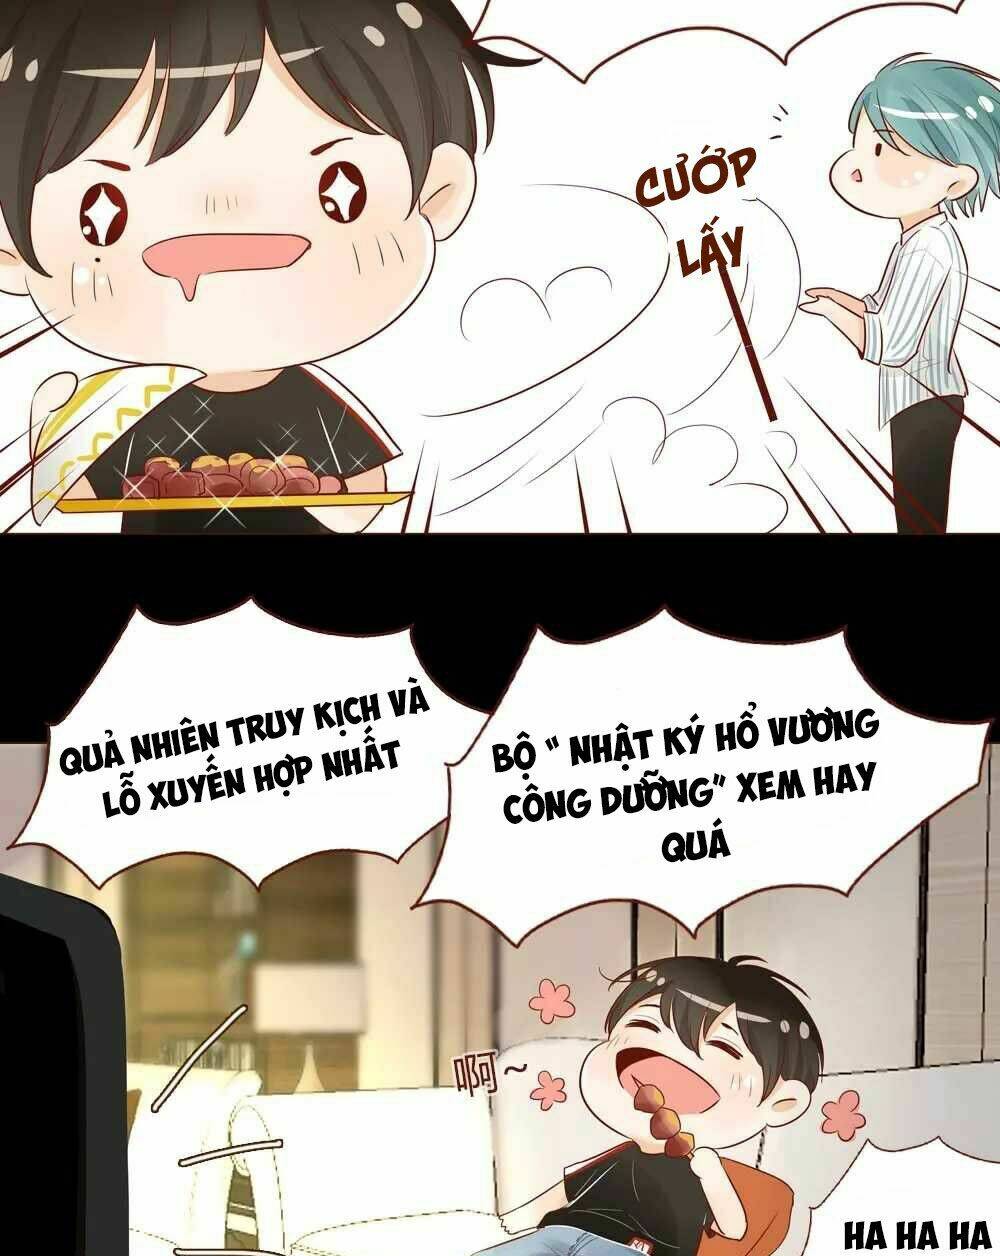 CƯỚP
LẤY
QUẢ NHIÊN TRUY KỊCH VÀ
LỖ XUYẾN HỢP NHẤT
BỘ " NHẬT KÝ HỔ VƯƠNG
CÔNG DƯỠNG" XEM HAY
QUÁ
啊~
HA HA HA